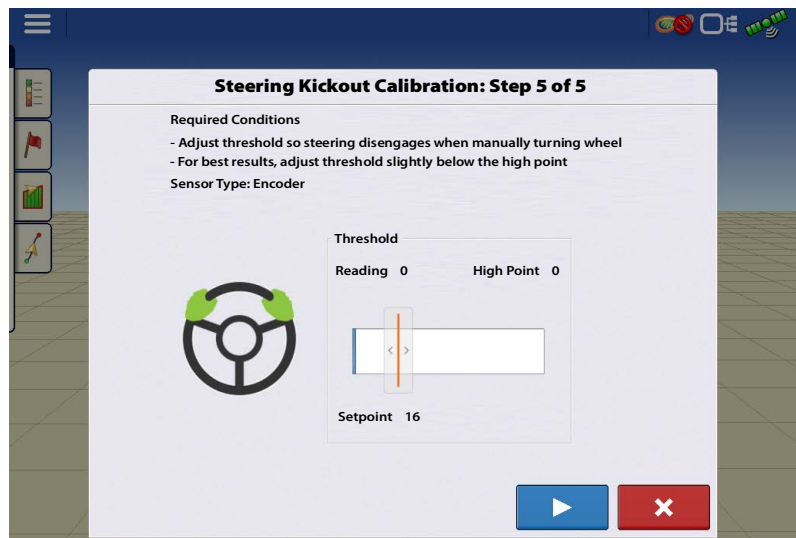 Steering Kickout Calibration: Step 5 of 5
Required Conditions
- Adjust threshold so steering disengages when manually turning wheel
- For best results, adjust threshold slightly below the high point
Sensor Type: Encoder
Threshold
Reading 0 High Point 0
Setpoint 16